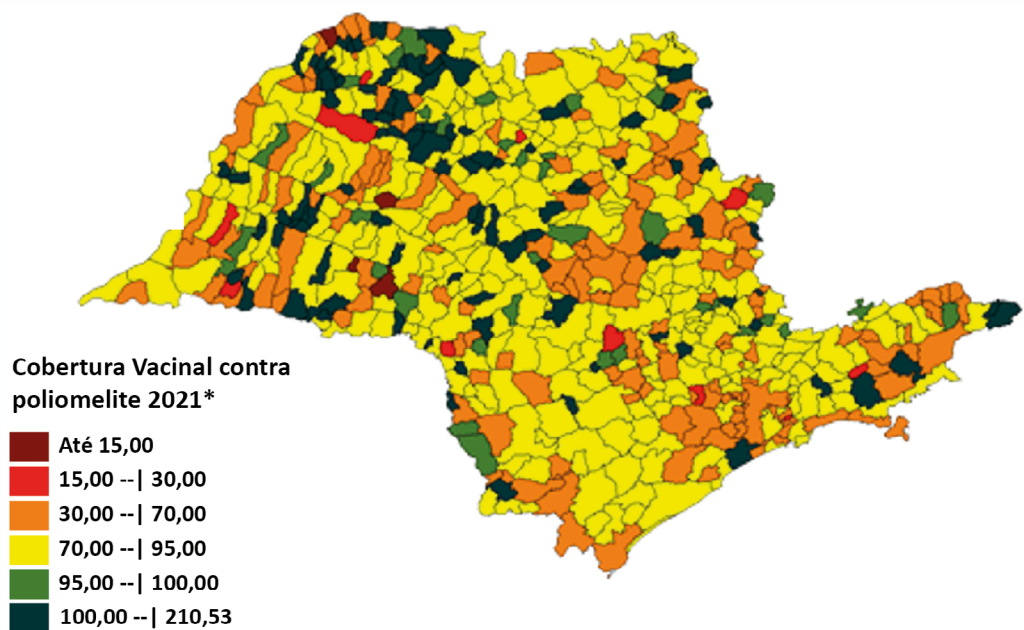 Cobertura Vacinal contra
poliomelite 2021*
Até 15,00
15,00 --| 30,00
30,00 --| 70,00
70,00 --| 95,00
95,00 --| 100,00
100,00 --| 210,53